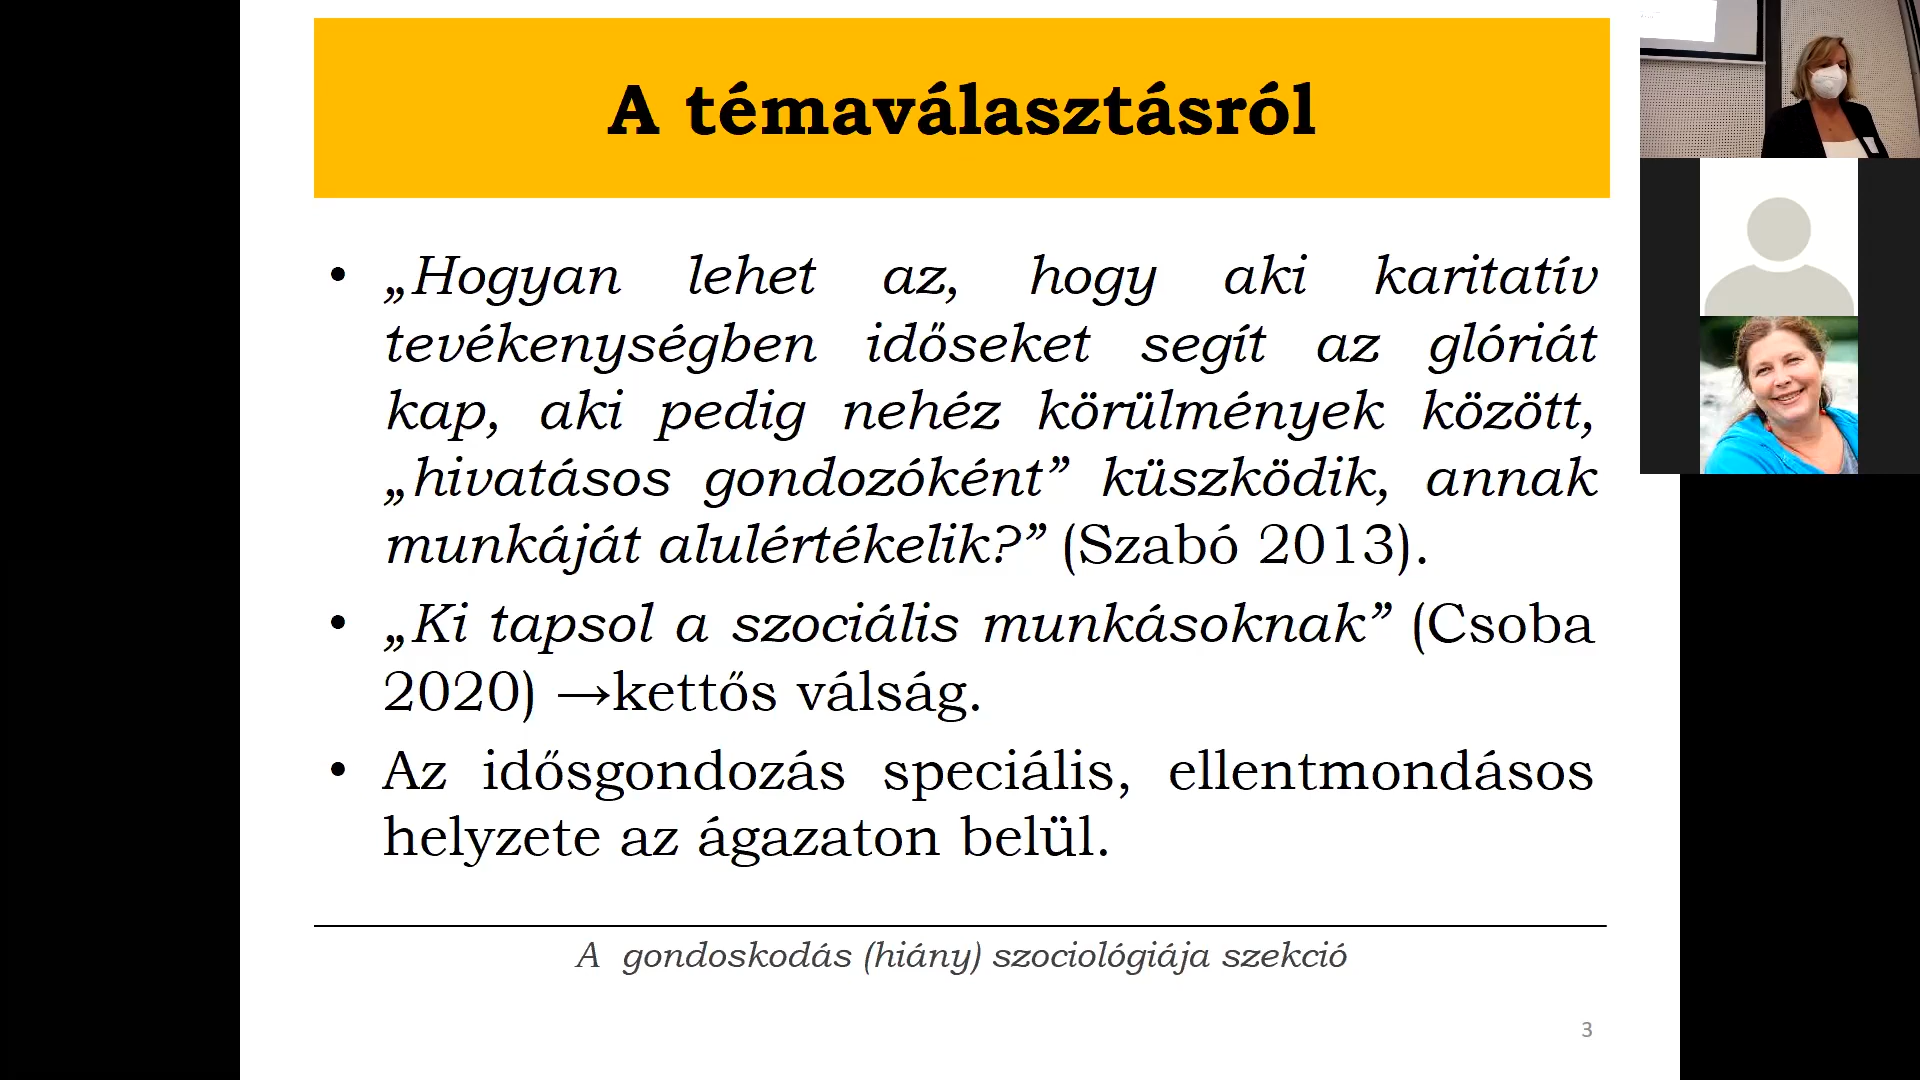 A témaválasztásról
• „Hogyan lehet az, hogy aki karitatív
tevékenységben időseket segít az glóriát
kap, aki pedig nehéz körülmények között,
„hivatásos gondozóként” küszködik, annak
munkáját alulértékelik?” (Szabó 2013).
• „Ki tapsol a szociális munkásoknak” (Csoba
2020) →kettős válság.
• Az idősgondozás speciális, ellentmondásos
helyzete az ágazaton belül.
A gondoskodás (hiány) szociológiája szekció
3